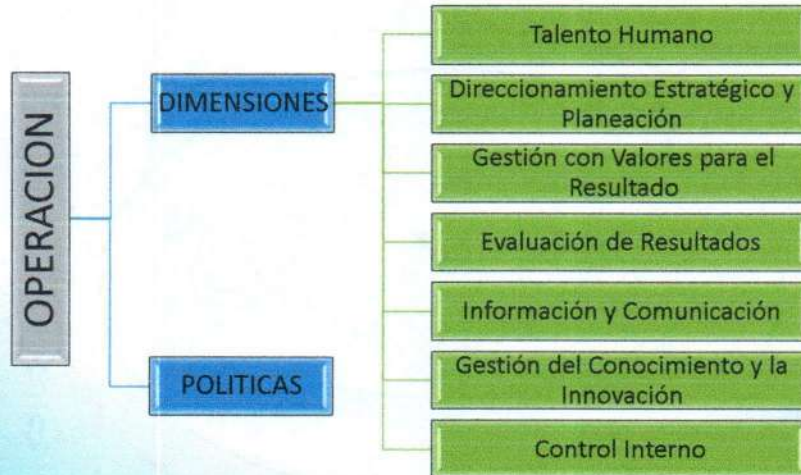 OPERACION
DIMENSIONES
POLITICAS
Talento Humano
Direccionamiento Estratégico y
Planeación
Gestión con Valores para el
Resultado
Evaluación de Resultados
Información y Comunicación
Gestión del Conocimiento y la
Innovación
Control Interno